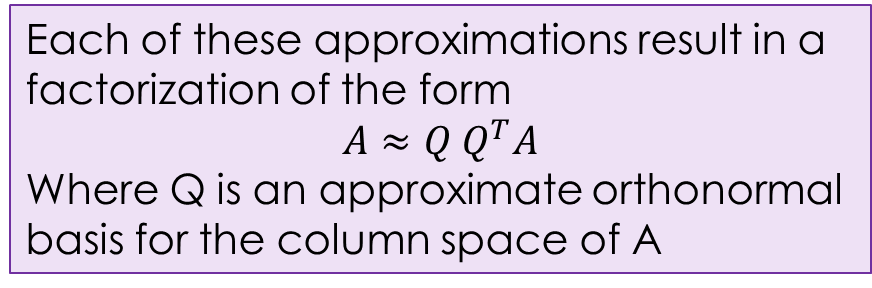 Each of these approximations result in a
factorization of the form
A ≈ Q Qᵀ A
Where Q is an approximate orthonormal
basis for the column space of A